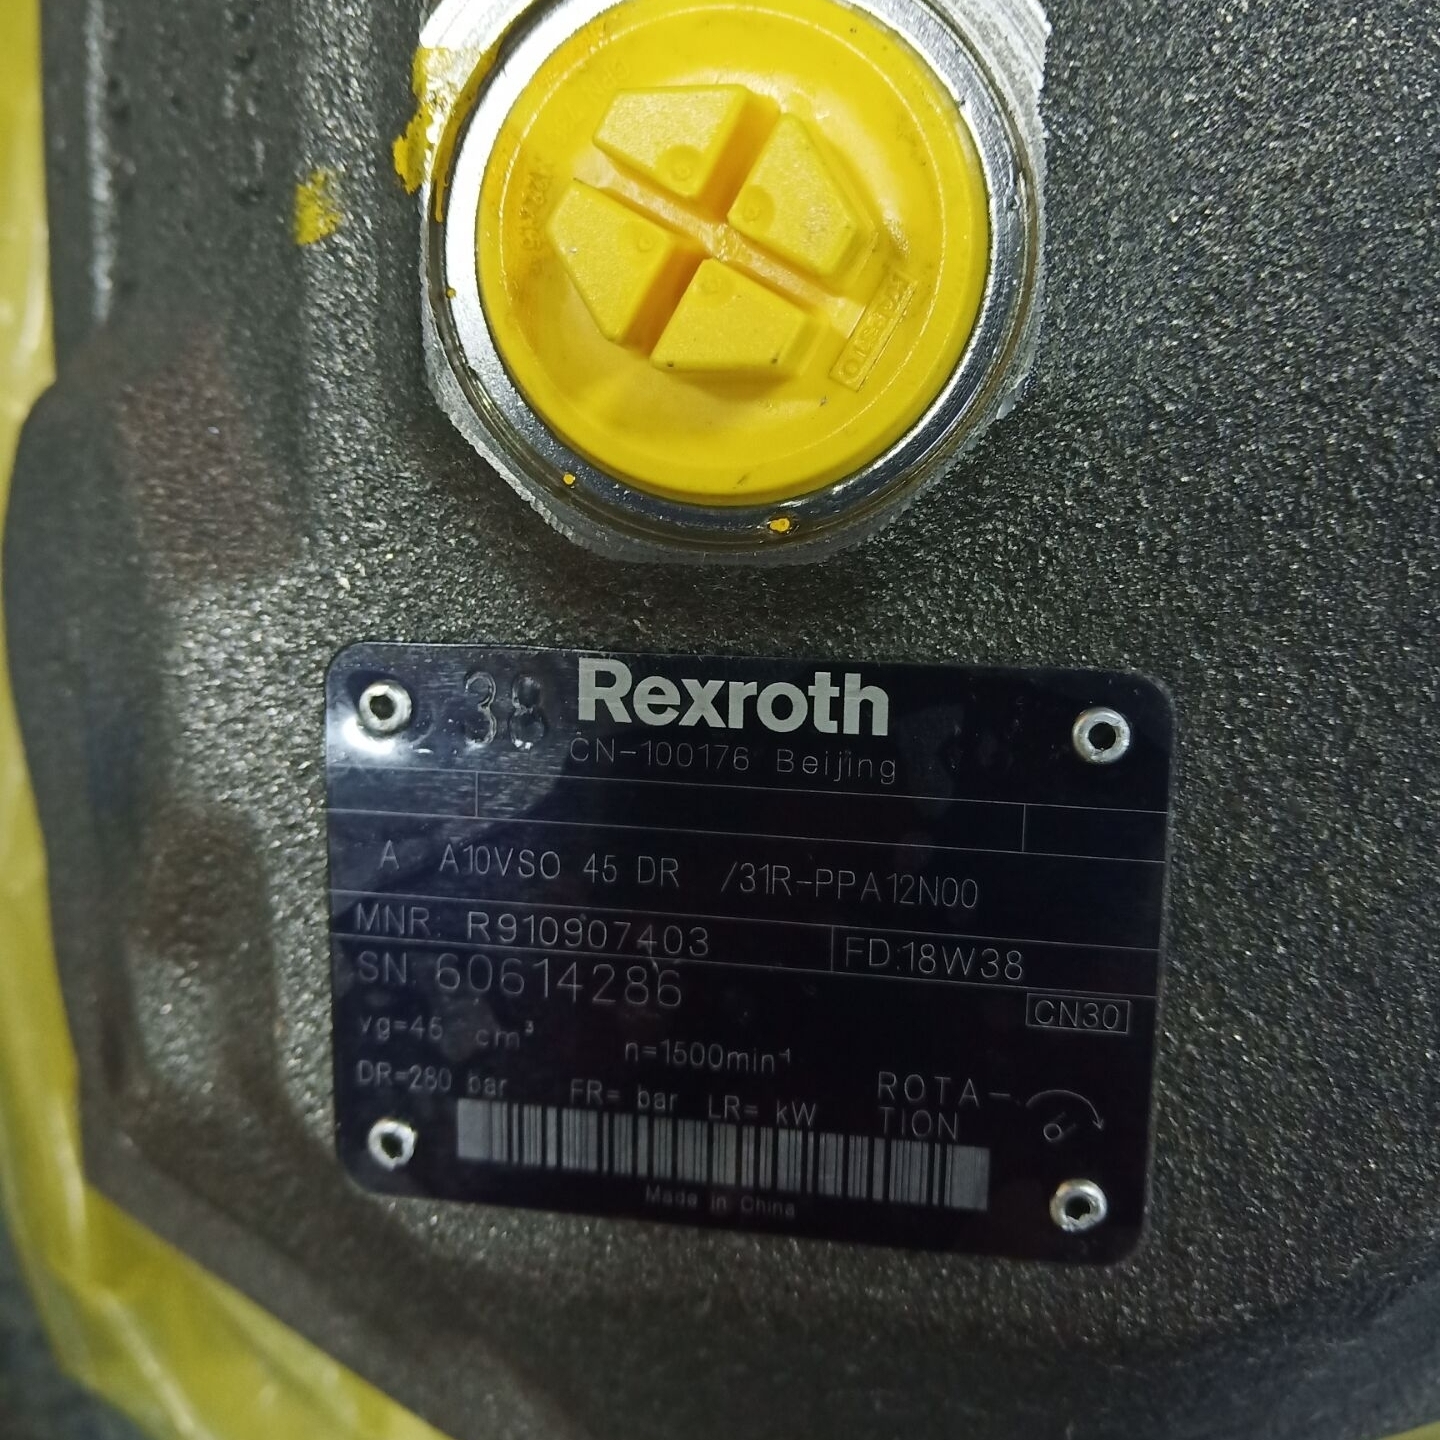 38
Rexroth
CN-100176 Beijing
A A10VSO 45 DR /31R-PPA12N00
MNR: R910907403 FD:18W38
SN: 60614286
CN30
vg=45 cm³ n=1500min⁻¹
DR=280 bar FR= bar LR= kW
ROTA-
TION
Made in China